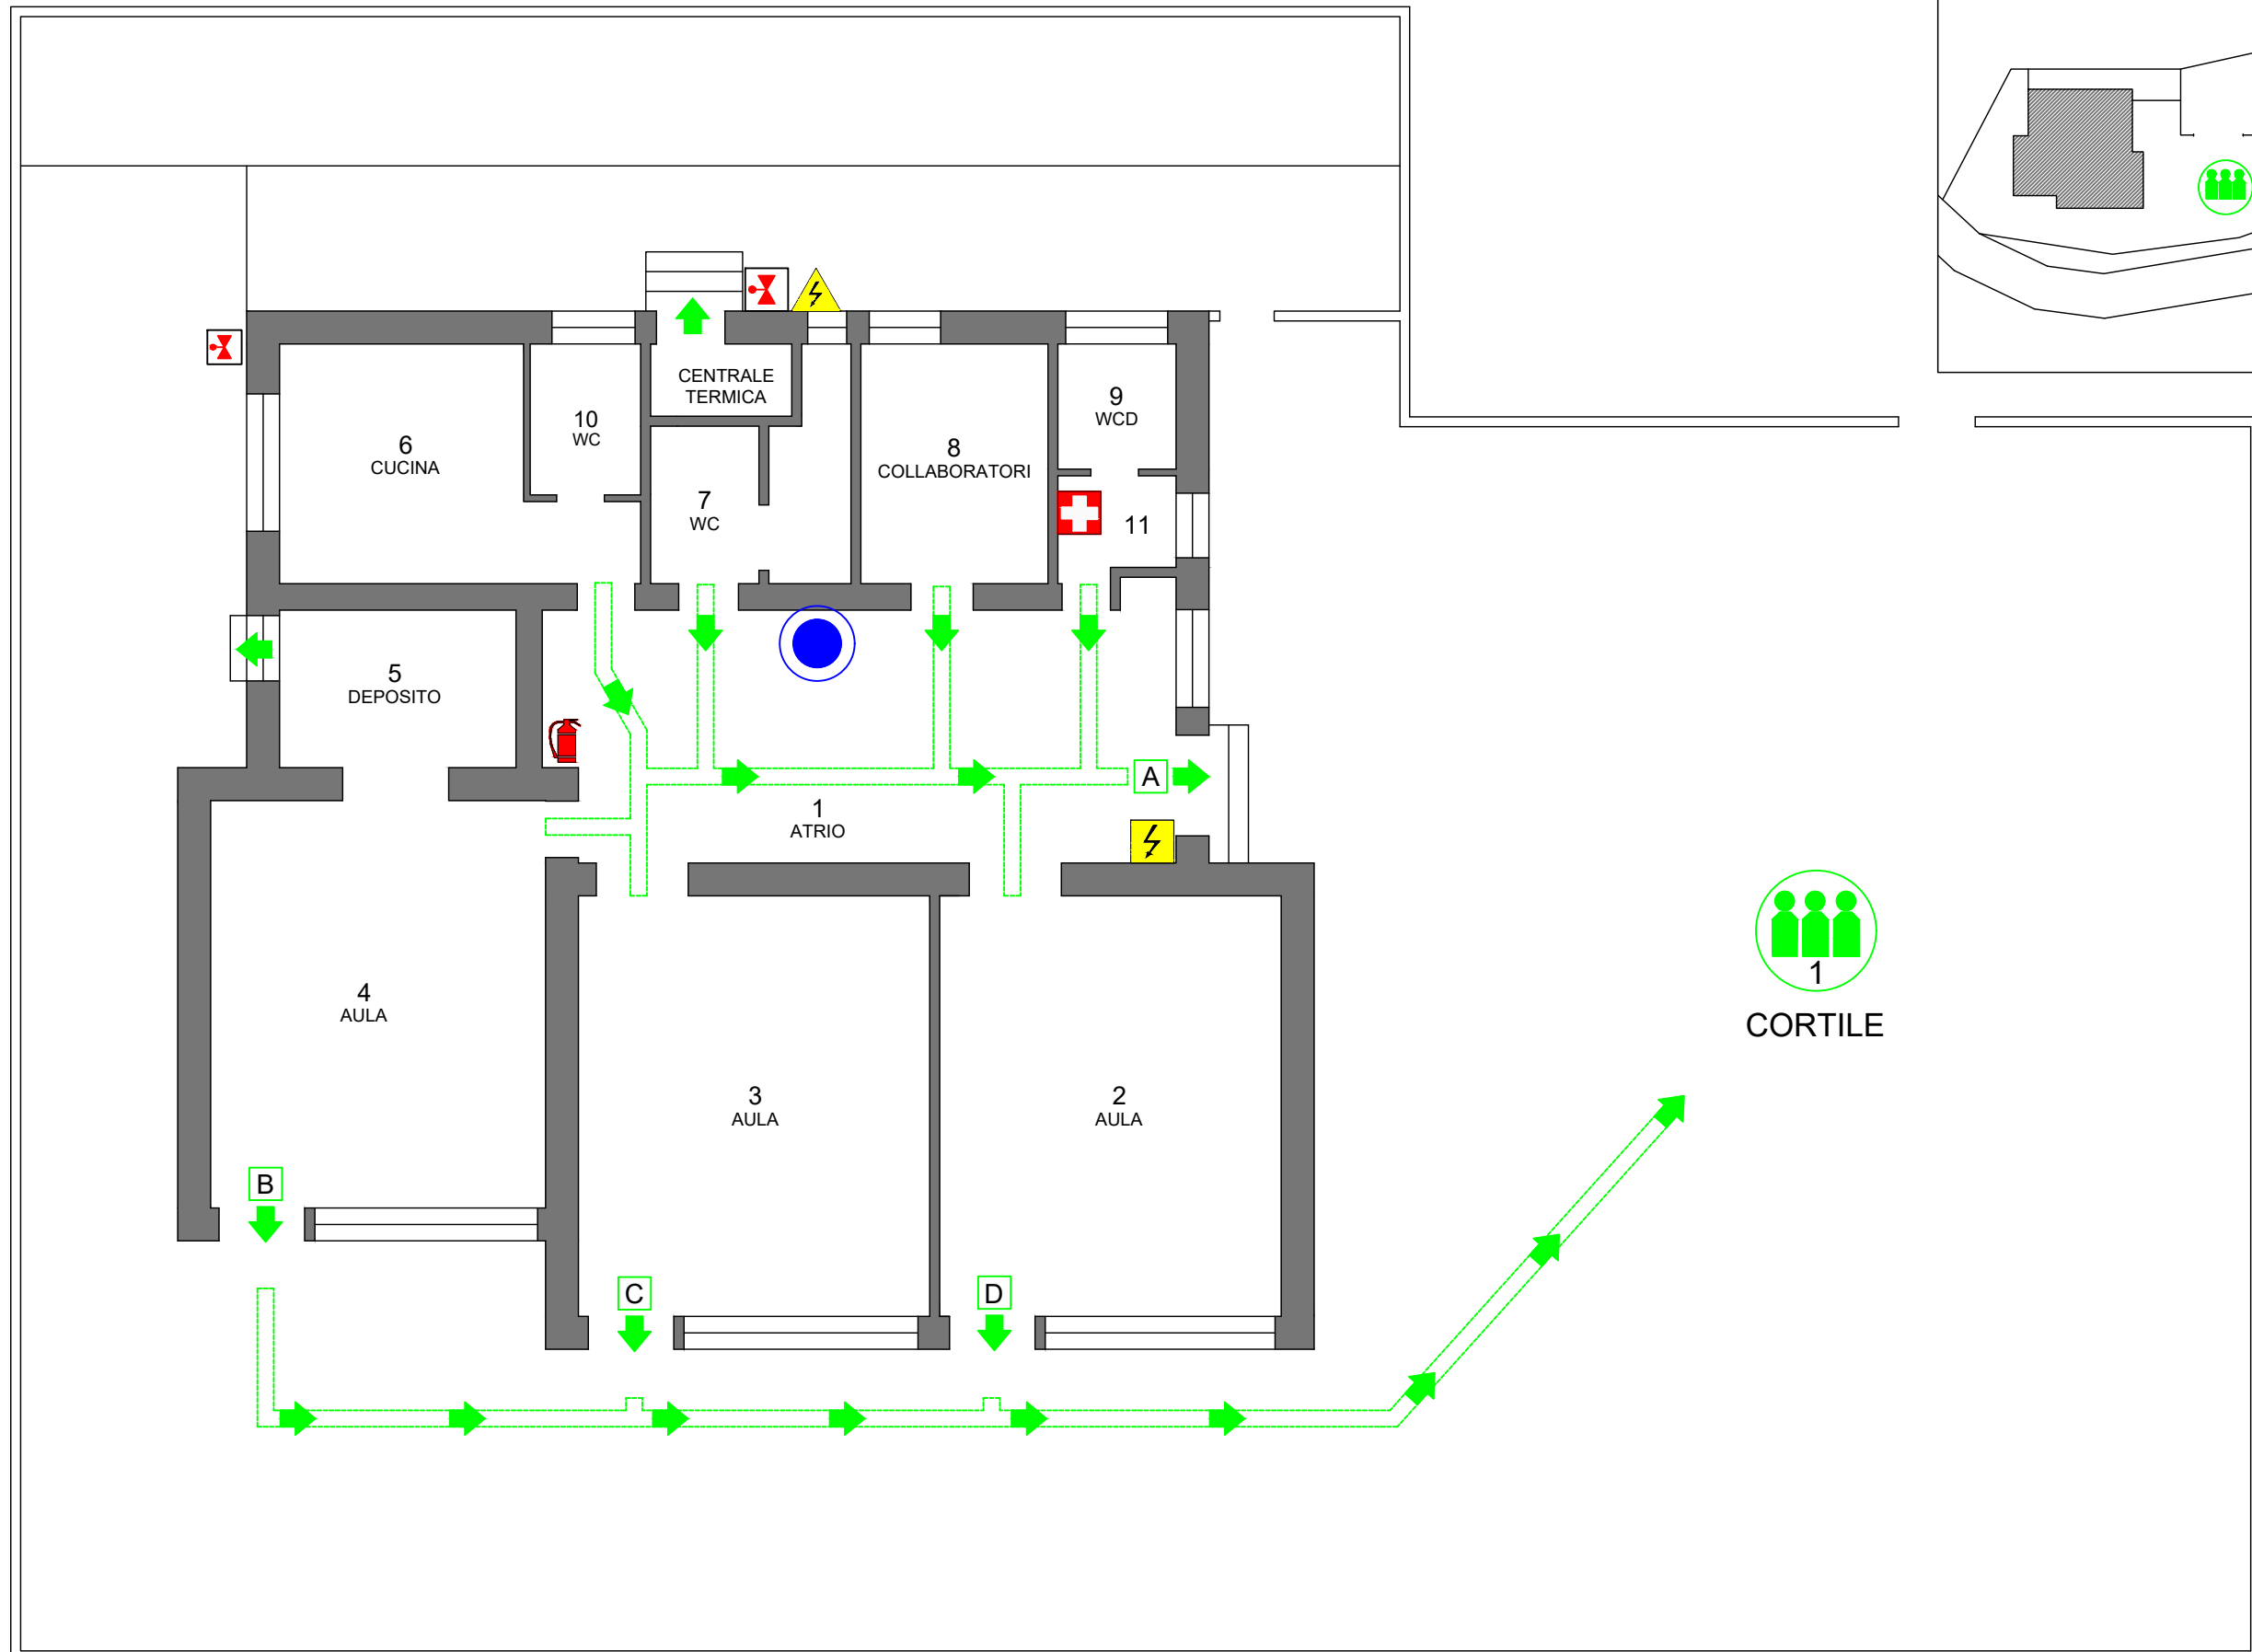 CENTRALE
TERMICA
9
WCD
10
WC
6
CUCINA
8
COLLABORATORI
7
WC
11
5
DEPOSITO
A
1
ATRIO
1
CORTILE
4
AULA
3
AULA
2
AULA
B
C
D